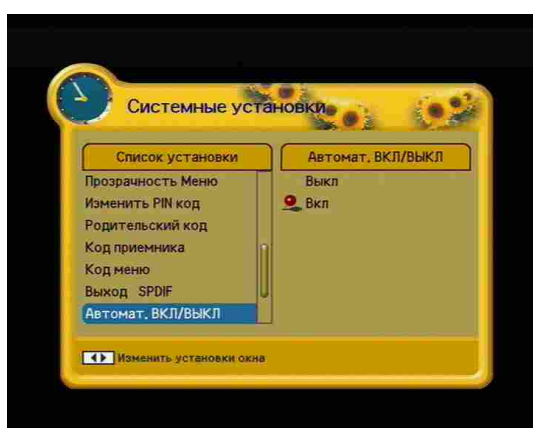 Системные установки
Список установки
Автомат. ВКЛ/ВЫКЛ
Прозрачность Меню
Выкл
Изменить PIN код
Вкл
Родительский код
Код приемника
Код меню
Выход SPDIF
Автомат. ВКЛ/ВЫКЛ
Изменить установки окна